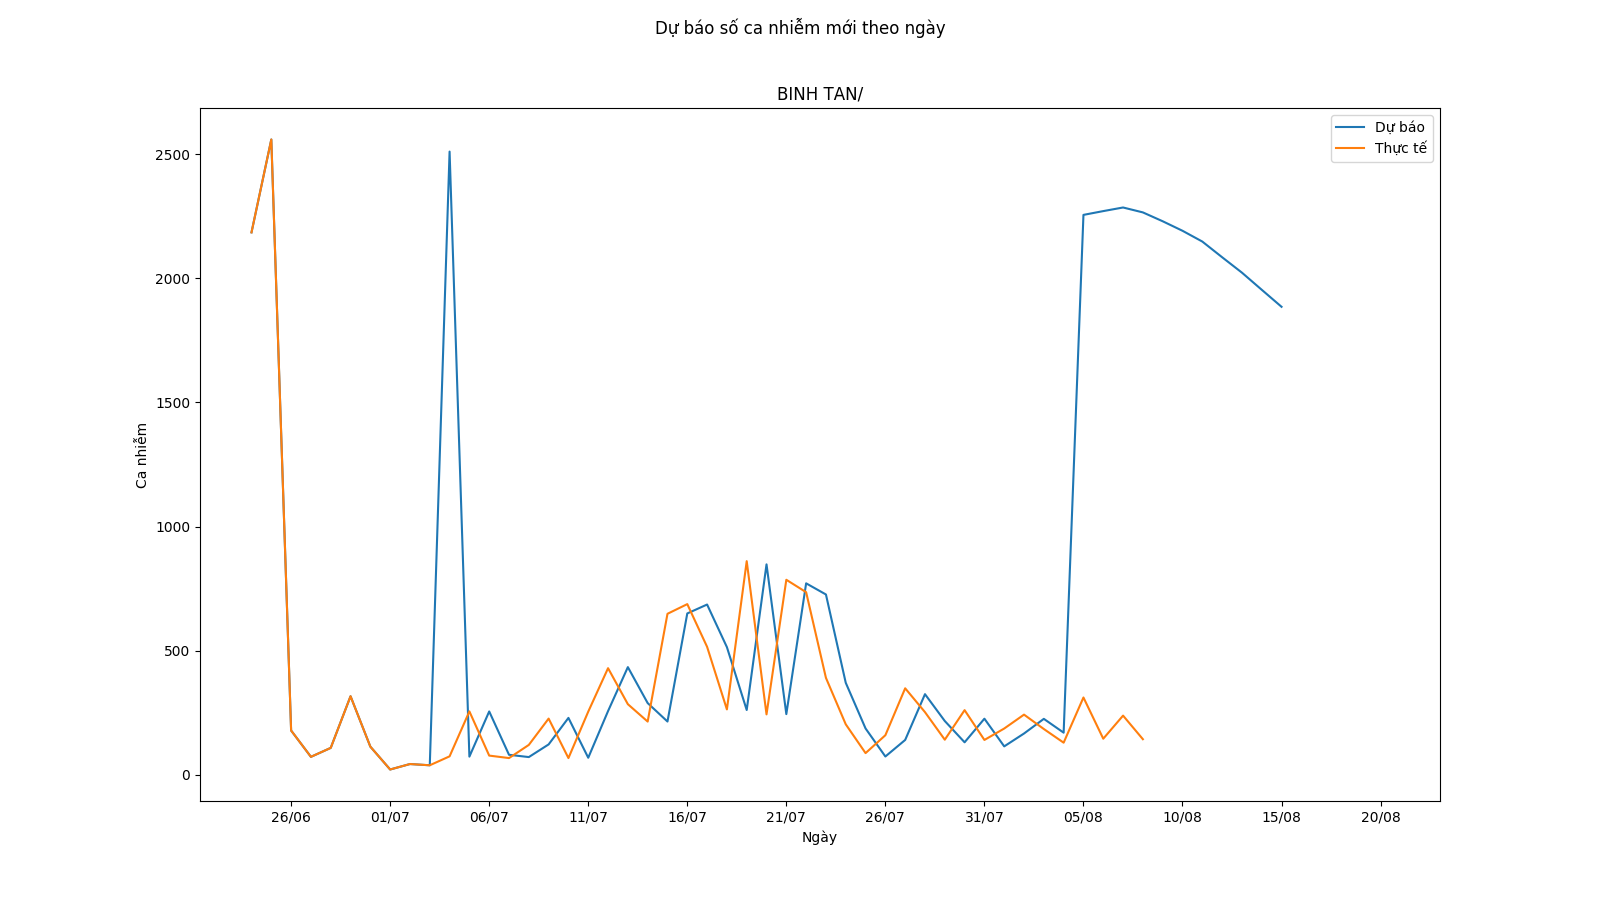 Dự báo số ca nhiễm mới theo ngày
BINH TAN/
Dự báo
Thực tế
2500
2000
1500
1000
500
0
Ca nhiễm
26/06 01/07 06/07 11/07 16/07 21/07 26/07 31/07 05/08 10/08 15/08 20/08
Ngày